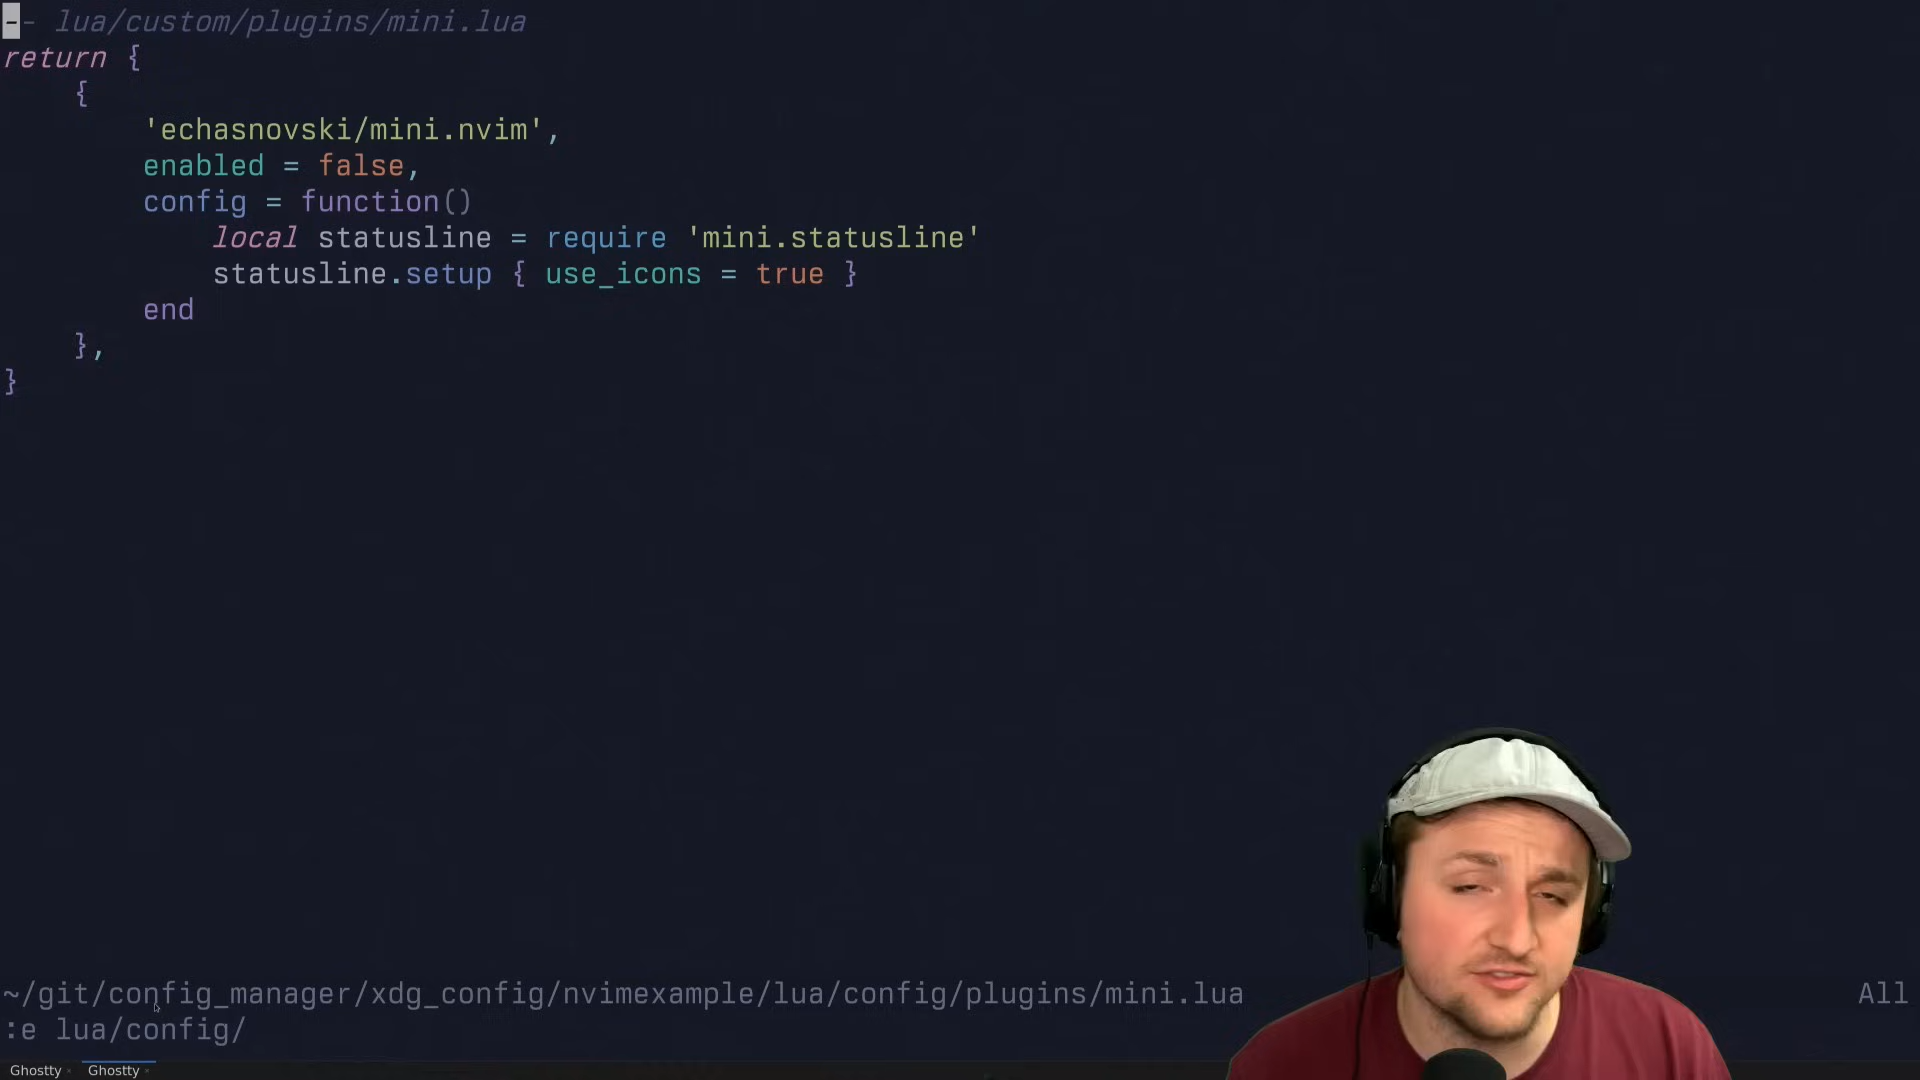 -- lua/custom/plugins/mini.lua
return {
    {
        'echasnovski/mini.nvim',
        enabled = false,
        config = function()
            local statusline = require 'mini.statusline'
            statusline.setup { use_icons = true }
        end
    },
}
~/git/config_manager/xdg_config/nvimexample/lua/config/plugins/mini.lua All
:e lua/config/
Ghostty Ghostty